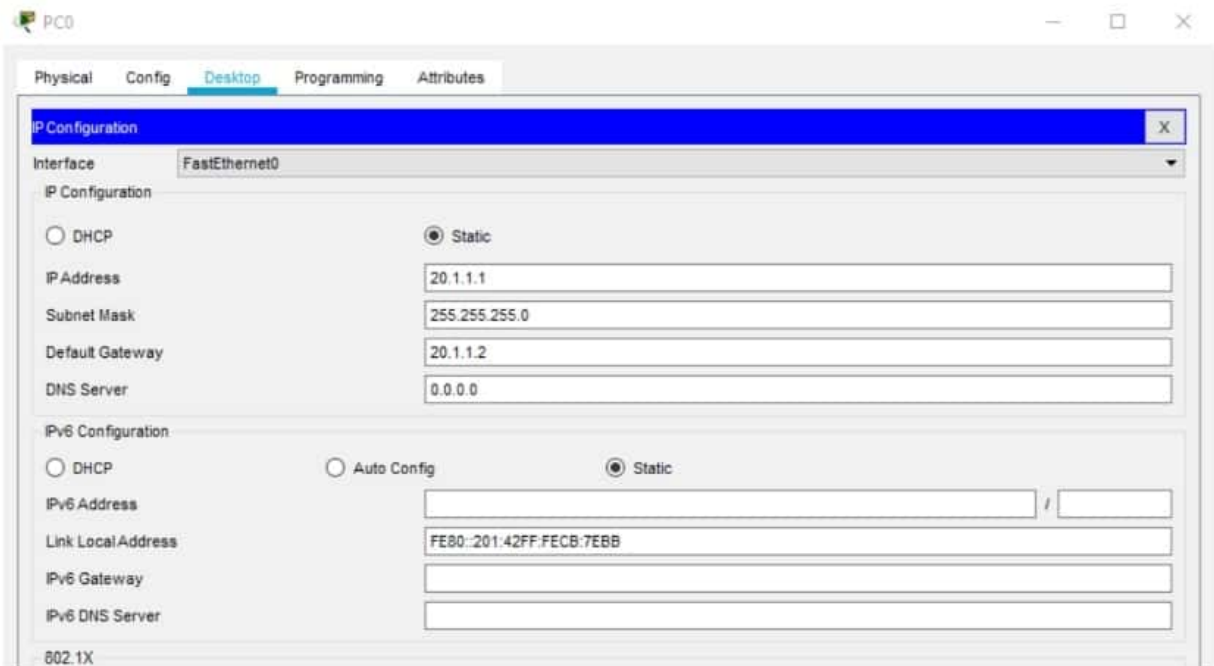 PC0
Physical Config Desktop Programming Attributes
IP Configuration X
Interface FastEthernet0
IP Configuration
DHCP Static
IP Address 20.1.1.1
Subnet Mask 255.255.255.0
Default Gateway 20.1.1.2
DNS Server 0.0.0.0
IPv6 Configuration
DHCP Auto Config Static
IPv6 Address /
Link Local Address FE80::201:42FF:FECB:7EBB
IPv6 Gateway
IPv6 DNS Server
802.1X